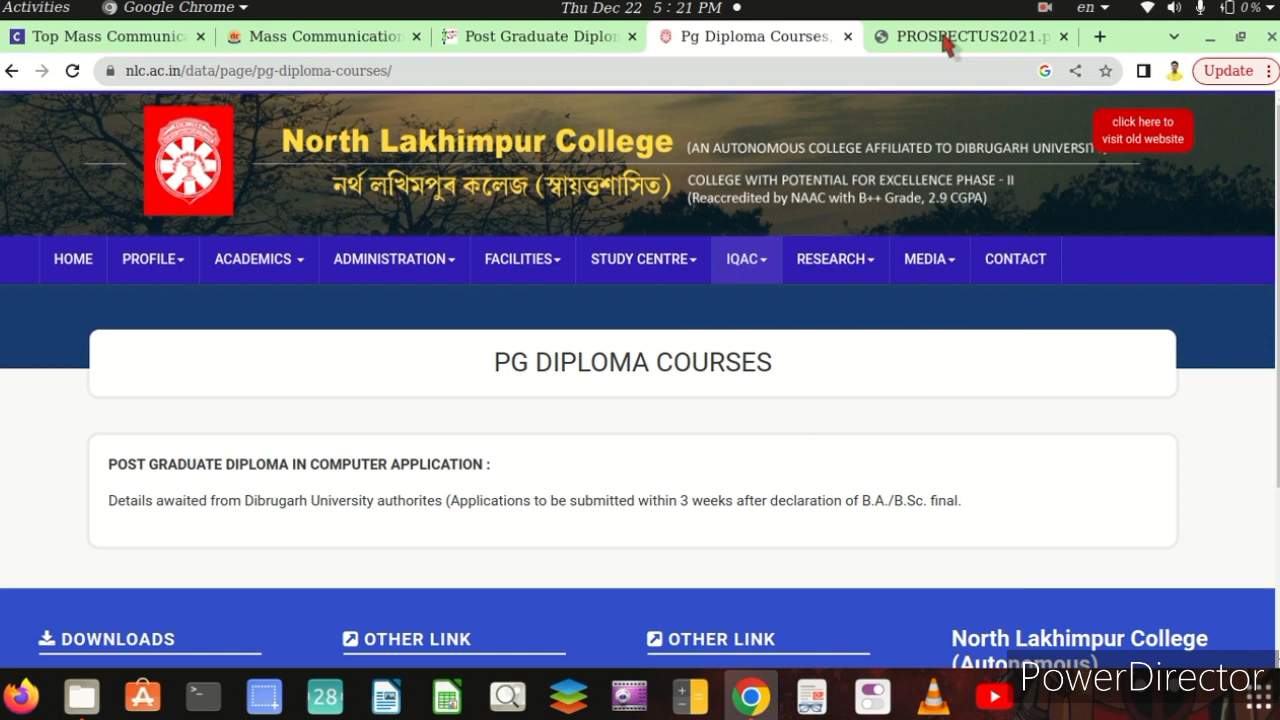 Activities Google Chrome Thu Dec 22 5 : 21 PM en 0%
Top Mass Communic Mass Communication Post Graduate Diplon Pg Diploma Courses, PROSPECTUS2021.p
nlc.ac.in/data/page/pg-diploma-courses/ Update
click here to
visit old website
North Lakhimpur College (AN AUTONOMOUS COLLEGE AFFILIATED TO DIBRUGARH UNIVERSIT
নর্থ লখিমপুৰ কলেজ (স্বায়ত্তশাসিত) COLLEGE WITH POTENTIAL FOR EXCELLENCE PHASE - II
(Reaccredited by NAAC with B++ Grade, 2.9 CGPA)
HOME PROFILE ACADEMICS ADMINISTRATION FACILITIES STUDY CENTRE IQAC RESEARCH MEDIA CONTACT
PG DIPLOMA COURSES
POST GRADUATE DIPLOMA IN COMPUTER APPLICATION :
Details awaited from Dibrugarh University authorites (Applications to be submitted within 3 weeks after declaration of B.A./B.Sc. final.
DOWNLOADS OTHER LINK OTHER LINK North Lakhimpur College
(Autonomous)
PowerDirector
28